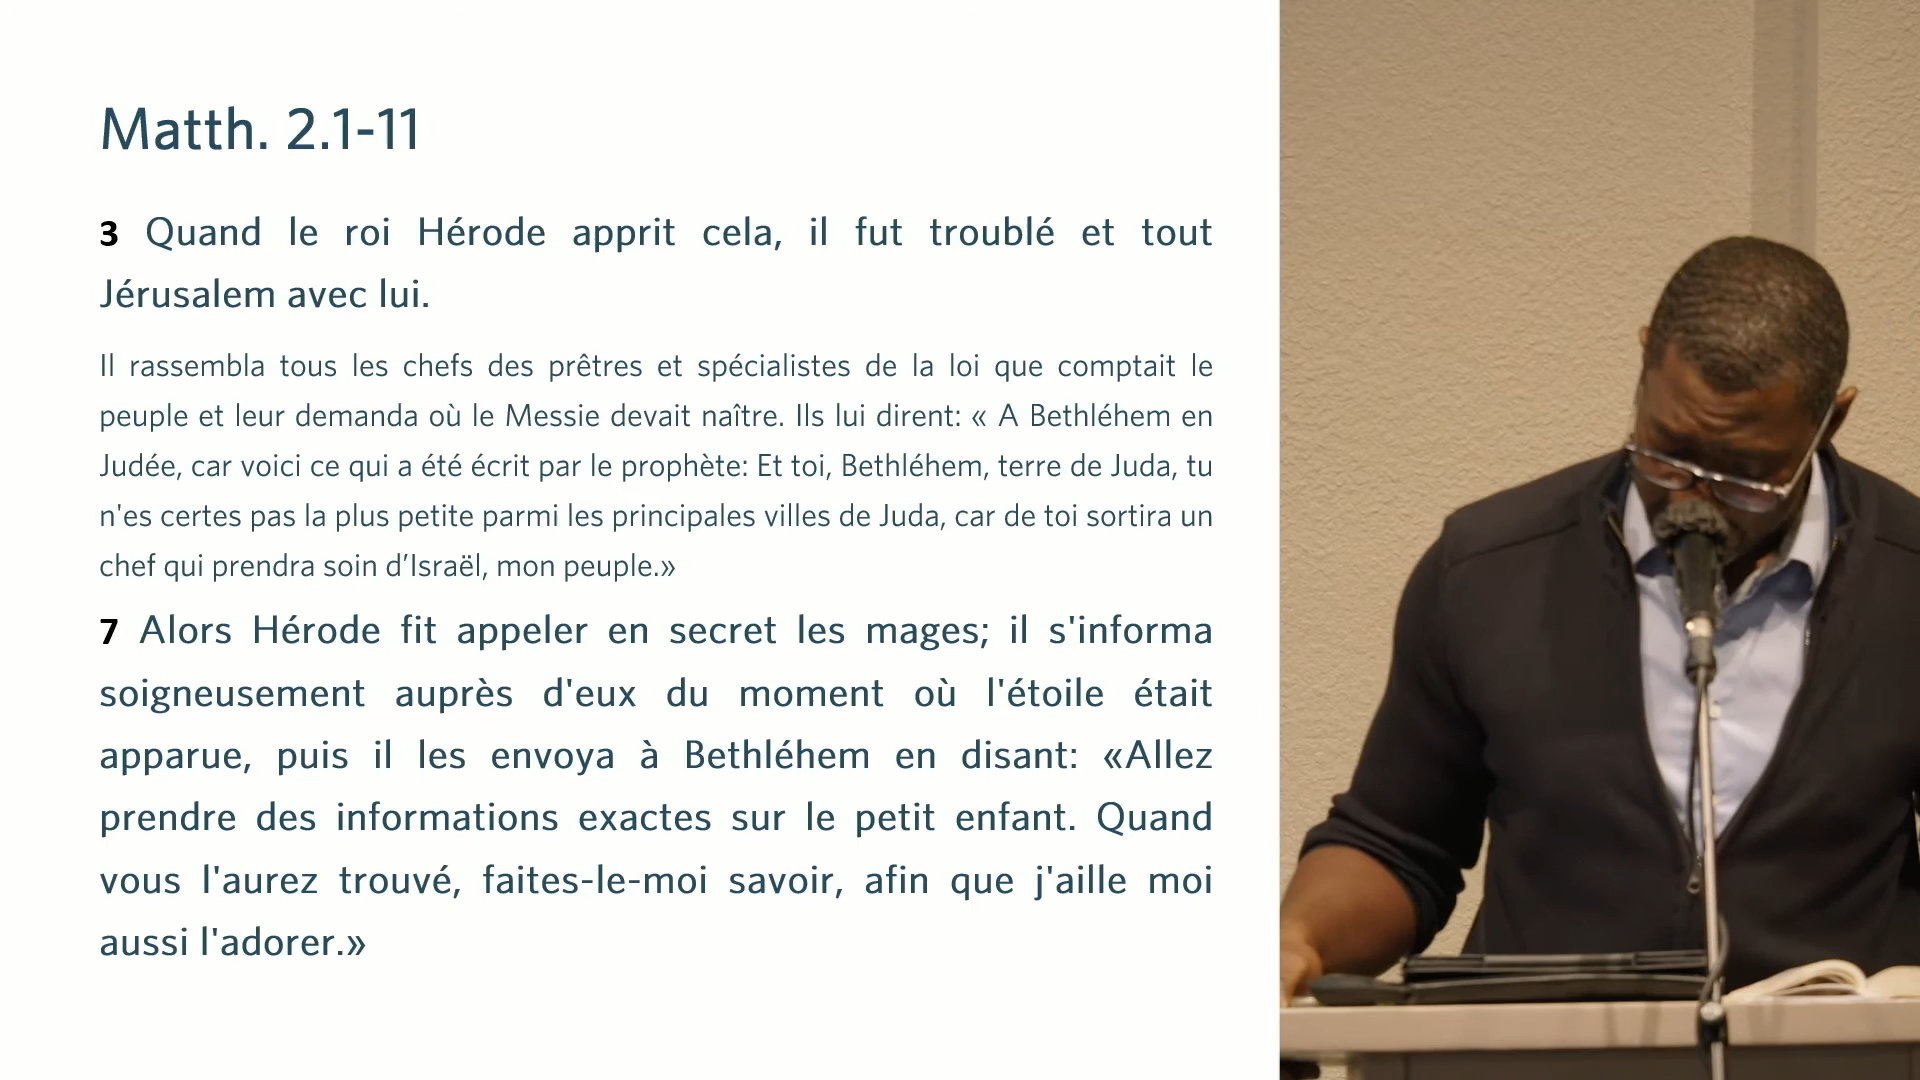 Matth. 2.1-11
3 Quand le roi Hérode apprit cela, il fut troublé et tout
Jérusalem avec lui.
Il rassembla tous les chefs des prêtres et spécialistes de la loi que comptait le
peuple et leur demanda où le Messie devait naître. Ils lui dirent: « A Bethléhem en
Judée, car voici ce qui a été écrit par le prophète: Et toi, Bethléhem, terre de Juda, tu
n'es certes pas la plus petite parmi les principales villes de Juda, car de toi sortira un
chef qui prendra soin d’Israël, mon peuple.»
7 Alors Hérode fit appeler en secret les mages; il s'informa
soigneusement auprès d'eux du moment où l'étoile était
apparue, puis il les envoya à Bethléhem en disant: «Allez
prendre des informations exactes sur le petit enfant. Quand
vous l'aurez trouvé, faites-le-moi savoir, afin que j'aille moi
aussi l'adorer.»